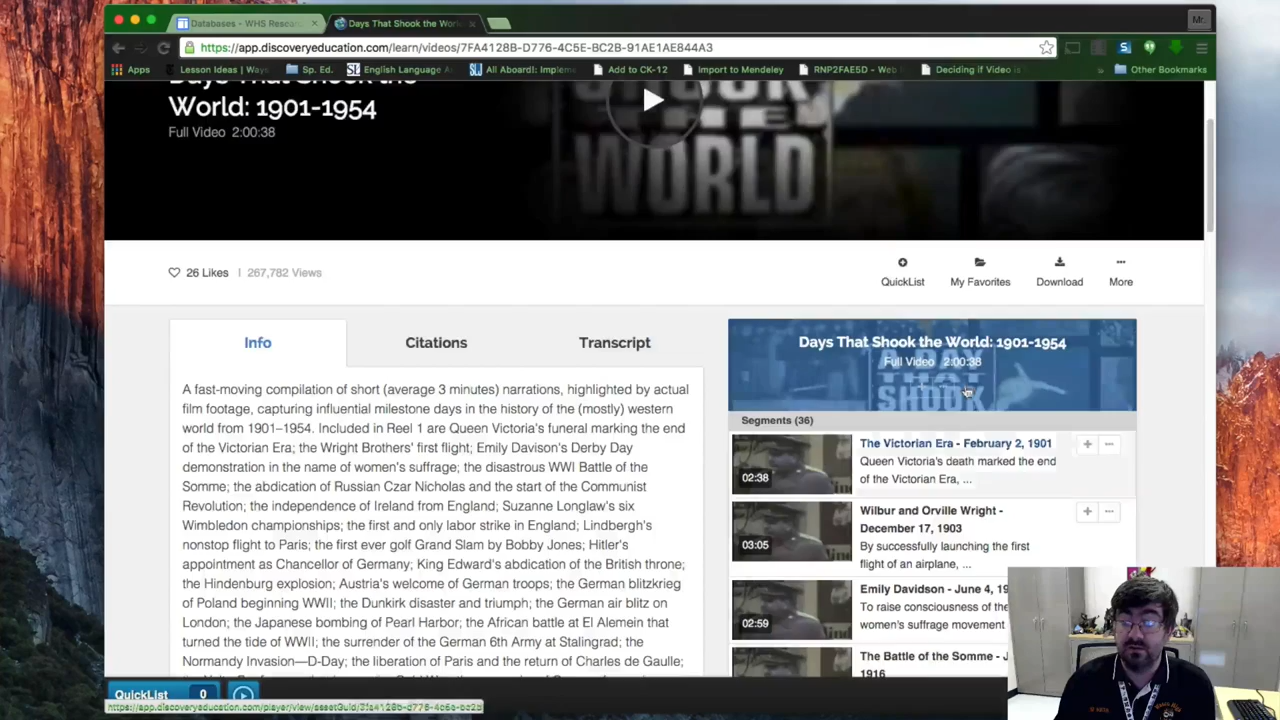 Databases - WHS Resear
Days That Shook the World
Mr.
https://app.discoveryeducation.com/learn/videos/7FA4128B-D776-4C5E-BC2B-91AE1AE844A3
Apps
Lesson Ideas | Way
Sp. Ed.
English Language A
All Aboard!: Impleme
Add to CK-12
Import to Mendeley
RNP2FAE5D - Web
Deciding if Video is
Other Bookmarks
World: 1901-1954
Full Video 2:00:38
SHOOK
THE
WORLD
26 Likes | 267,782 Views
QuickList
My Favorites
Download
More
Info
Citations
Transcript
A fast-moving compilation of short (average 3 minutes) narrations, highlighted by actual
film footage, capturing influential milestone days in the history of the (mostly) western
world from 1901–1954. Included in Reel 1 are Queen Victoria's funeral marking the end
of the Victorian Era; the Wright Brothers' first flight; Emily Davison's Derby Day
demonstration in the name of women's suffrage; the disastrous WWI Battle of the
Somme; the abdication of Russian Czar Nicholas and the start of the Communist
Revolution; the independence of Ireland from England; Suzanne Longlaw's six
Wimbledon championships; the first and only labor strike in England; Lindbergh's
nonstop flight to Paris; the first ever golf Grand Slam by Bobby Jones; Hitler's
appointment as Chancellor of Germany; King Edward's abdication of the British throne;
the Hindenburg explosion; Austria's welcome of German troops; the German blitzkrieg
of Poland beginning WWII; the Dunkirk disaster and triumph; the German air blitz on
London; the Japanese bombing of Pearl Harbor; the African battle at El Alemein that
turned the tide of WWII; the surrender of the German 6th Army at Stalingrad; the
Normandy Invasion—D-Day; the liberation of Paris and the return of Charles de Gaulle;
Days That Shook the World: 1901-1954
Full Video 2:00:38
Segments (36)
02:38
The Victorian Era - February 2, 1901
Queen Victoria's death marked the end
of the Victorian Era, ...
03:05
Wilbur and Orville Wright -
December 17, 1903
By successfully launching the first
flight of an airplane, ...
02:59
Emily Davidson - June 4, 19
To raise consciousness of the
women's suffrage movement
The Battle of the Somme - J
1916
QuickList 0
https://app.discoveryeducation.com/player/view/assetGuid/7fa4128b-d776-4c5e-bc2b